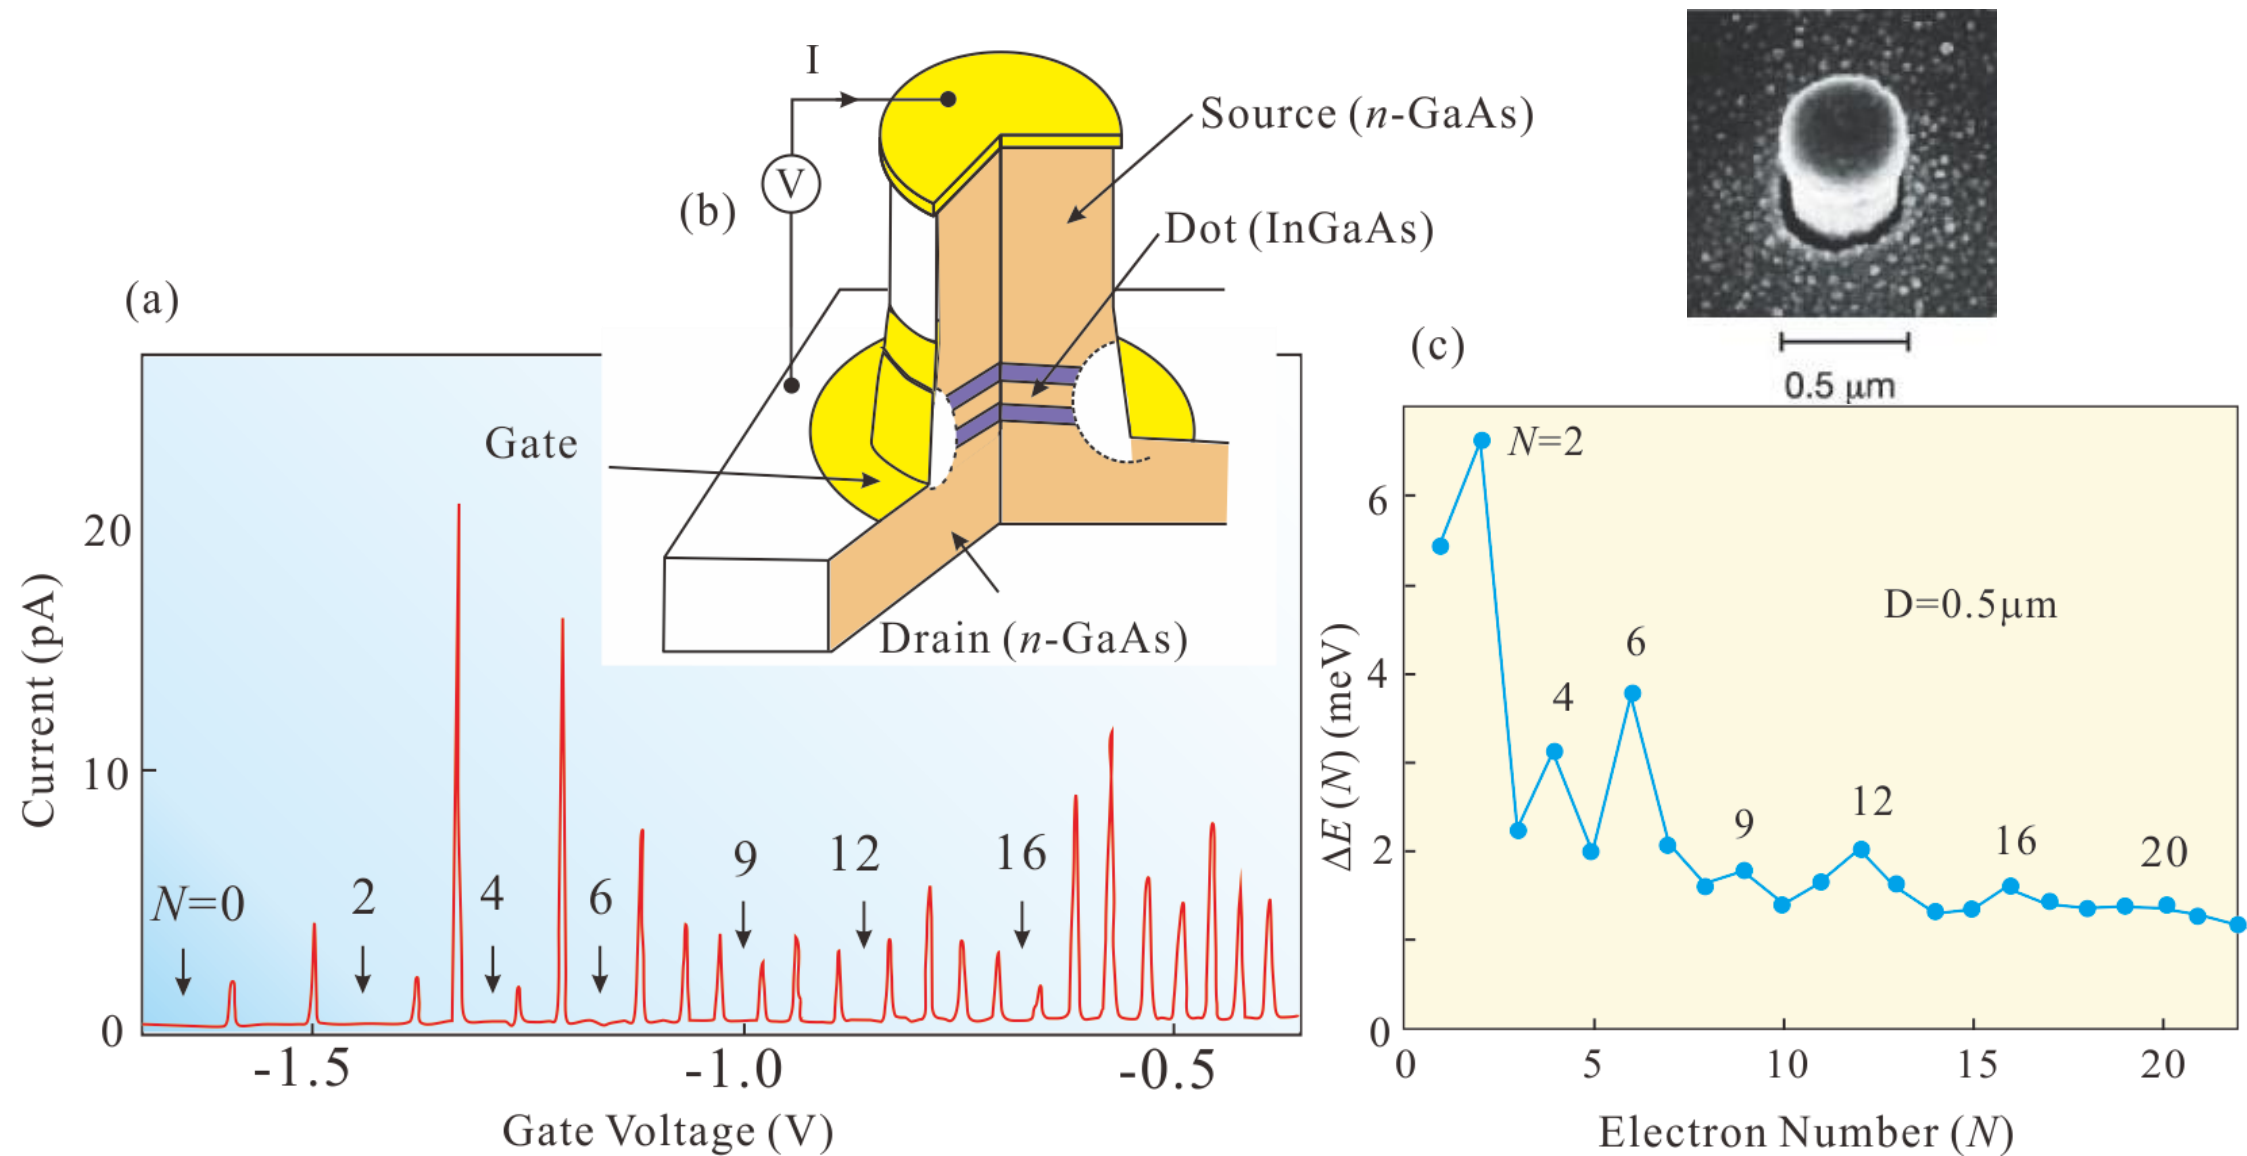 (a)
Current (pA)
20
10
0
N=0
2
4
6
9
12
16
-1.5
-1.0
-0.5
Gate Voltage (V)
(b)
I
V
Source (n-GaAs)
Dot (InGaAs)
Gate
Drain (n-GaAs)
0.5 μm
(c)
ΔE (N) (meV)
6
4
2
0
N=2
4
6
9
12
16
20
D=0.5μm
0
5
10
15
20
Electron Number (N)